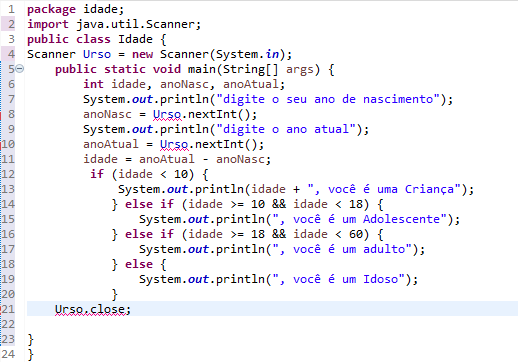 1 package idade;
2 import java.util.Scanner;
3 public class Idade {
4 Scanner Urso = new Scanner(System.in);
5 public static void main(String[] args) {
6 int idade, anoNasc, anoAtual;
7 System.out.println("digite o seu ano de nascimento");
8 anoNasc = Urso.nextInt();
9 System.out.println("digite o ano atual");
10 anoAtual = Urso.nextInt();
11 idade = anoAtual - anoNasc;
12 if (idade < 10) {
13 System.out.println(idade + ", você é uma Criança");
14 } else if (idade >= 10 && idade < 18) {
15 System.out.println(", você é um Adolescente");
16 } else if (idade >= 18 && idade < 60) {
17 System.out.println(", você é um adulto");
18 } else {
19 System.out.println(", você é um Idoso");
20 }
21 Urso.close;
22
23 }
24 }